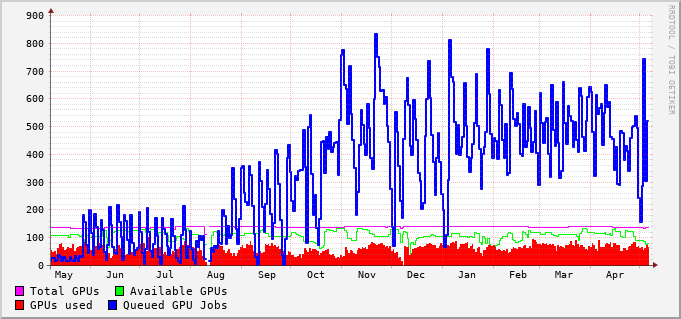 900
800
700
600
500
400
300
200
100
0
May Jun Jul Aug Sep Oct Nov Dec Jan Feb Mar Apr
Total GPUs Available GPUs
GPUs used Queued GPU Jobs
RRDTOOL / TOBI OETIKER